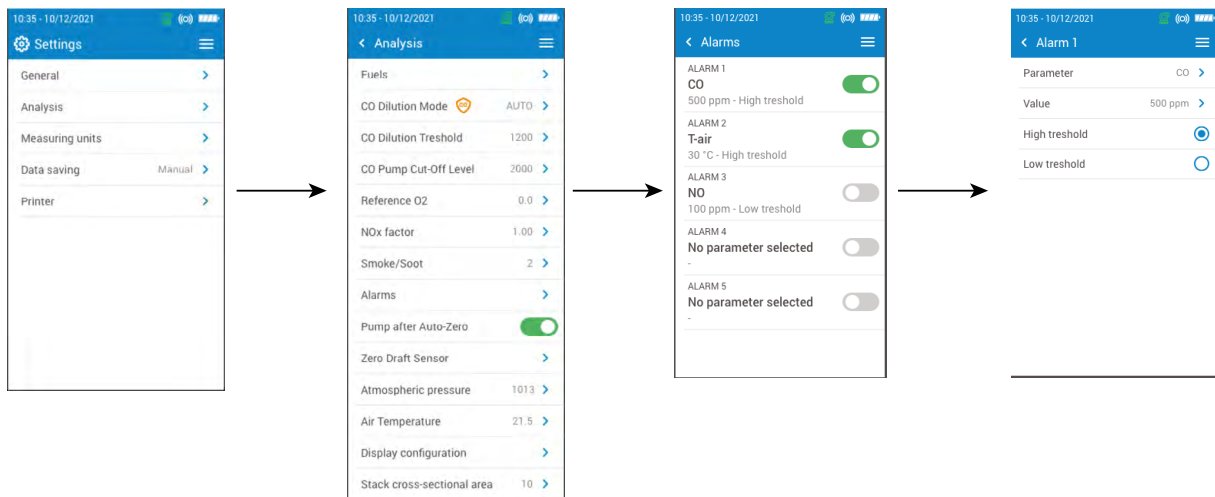 10:35 - 10/12/2021
Settings
General
Analysis
Measuring units
Data saving Manual
Printer
10:35 - 10/12/2021
Analysis
Fuels
CO Dilution Mode CO AUTO
CO Dilution Treshold 1200
CO Pump Cut-Off Level 2000
Reference O2 0.0
NOx factor 1.00
Smoke/Soot 2
Alarms
Pump after Auto-Zero
Zero Draft Sensor
Atmospheric pressure 1013
Air Temperature 21.5
Display configuration
Stack cross-sectional area 10
10:35 - 10/12/2021
Alarms
ALARM 1
CO
500 ppm - High treshold
ALARM 2
T-air
30 °C - High treshold
ALARM 3
NO
100 ppm - Low treshold
ALARM 4
No parameter selected
-
ALARM 5
No parameter selected
-
10:35 - 10/12/2021
Alarm 1
Parameter CO
Value 500 ppm
High treshold
Low treshold